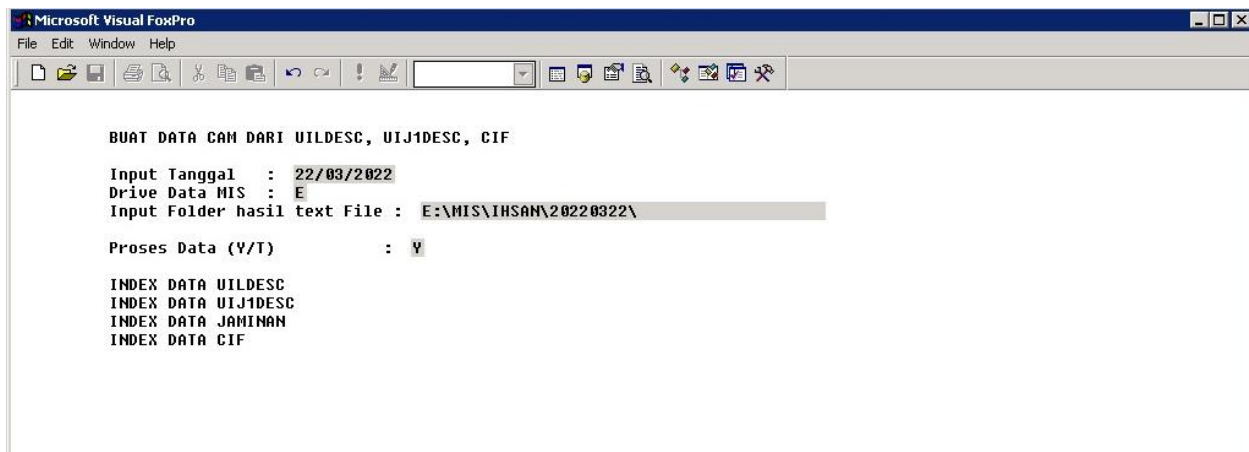 Microsoft Visual FoxPro
File Edit Window Help
BUAT DATA CAM DARI UILDESC, UIJ1DESC, CIF
Input Tanggal : 22/03/2022
Drive Data MIS : E
Input Folder hasil text File : E:\MIS\IHSAN\20220322\
Proses Data (Y/T) : Y
INDEX DATA UILDESC
INDEX DATA UIJ1DESC
INDEX DATA JAMINAN
INDEX DATA CIF